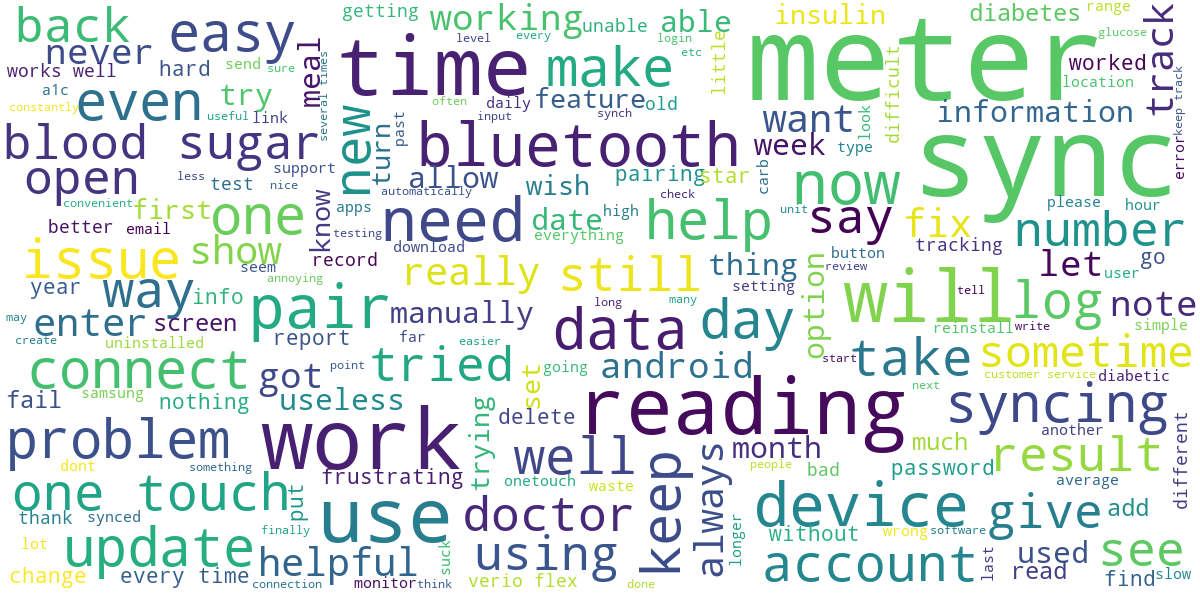 getting
working
unable
able
insulin
diabetes
range
back
easy
level
every
login
glucose
never
time
make
etc
meter
worked
track
works well
hard
send
sure
meal
little
location
a1c
even
try
several times
often
daily
feature
old
difficult
information
constantly
useful
link
new
turn
past
input
synch
want
look
sync
error
keep track
blood sugar
bluetooth
week
type
open
less
test
support
nice
allow
wish
pairing
star
carb
now
convenient
first
one
know
apps
automatically
need
date
high
check
help
unit
say
fix
please
hour
number
better
email
testing
download
everything
button
tracking
go
issue
show
seem
record
really
still
thing
review
let
user
year
way
info
annoying
pair
manually
long
many
setting
option
will
tell
log
note
may
enter
screen
report
far
data
day
reinstall
write
simple
create
uninstalled
point
easier
start
take
sometime
connect
got
tried
set
going
android
customer service
diabetic
samsung
next
fail
nothing
useless
delete
reading
syncing
another
different
problem
work
trying
well
month
much
result
dont
something
frustrating
onetouch
waste
keep
always
people
bad
password
average
one touch
put
use
doctor
longer
device
give
add
thank
synced
finally
without
wrong
software
lot
update
helpful
suck
using
account
last
used
see
change
every time
connection
monitor
think
verio flex
done
read
find
slow